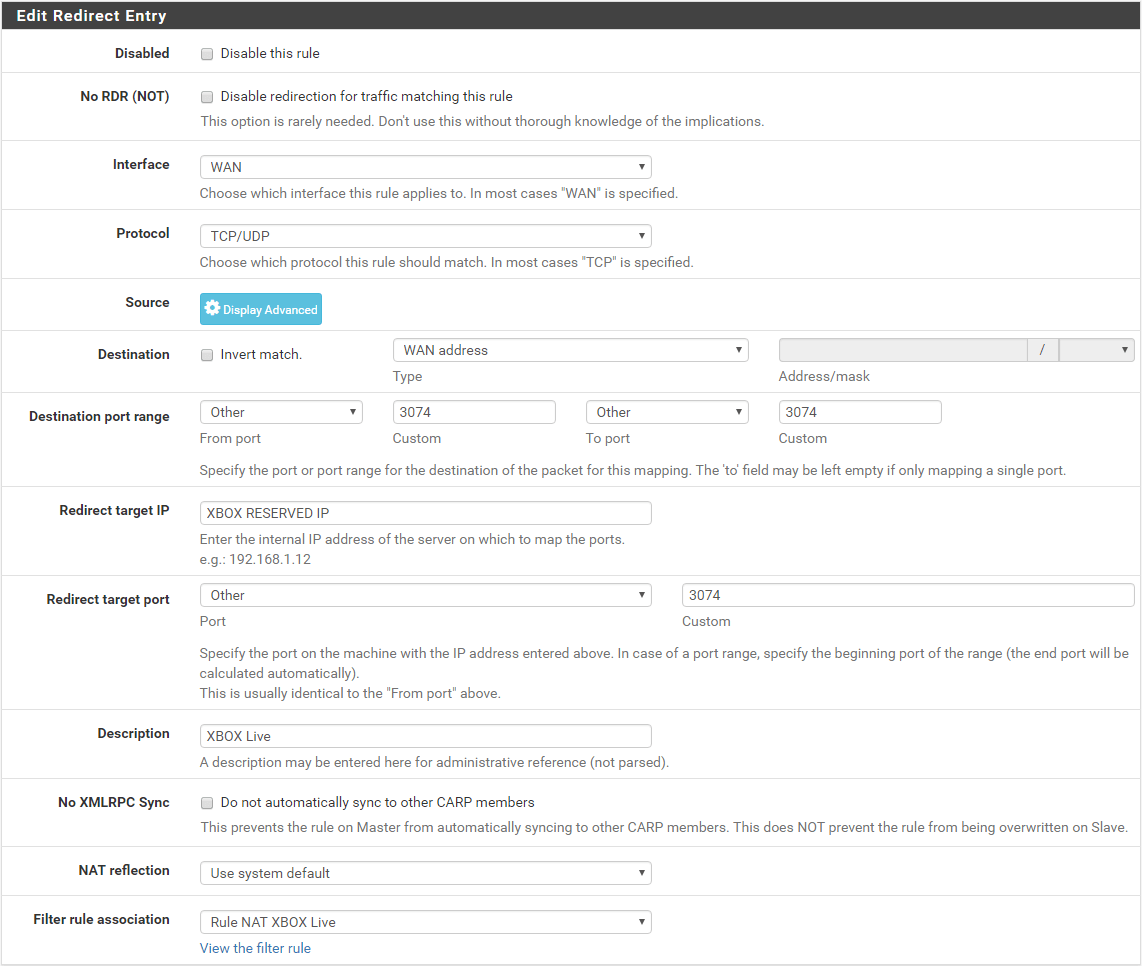 Edit Redirect Entry
Disabled Disable this rule
No RDR (NOT) Disable redirection for traffic matching this rule
This option is rarely needed. Don't use this without thorough knowledge of the implications.
Interface WAN
Choose which interface this rule applies to. In most cases "WAN" is specified.
Protocol TCP/UDP
Choose which protocol this rule should match. In most cases "TCP" is specified.
Source Display Advanced
Destination Invert match. WAN address /
Type Address/mask
Destination port range Other 3074 Other 3074
From port Custom To port Custom
Specify the port or port range for the destination of the packet for this mapping. The 'to' field may be left empty if only mapping a single port.
Redirect target IP XBOX RESERVED IP
Enter the internal IP address of the server on which to map the ports.
e.g.: 192.168.1.12
Redirect target port Other 3074
Port Custom
Specify the port on the machine with the IP address entered above. In case of a port range, specify the beginning port of the range (the end port will be
calculated automatically).
This is usually identical to the "From port" above.
Description XBOX Live
A description may be entered here for administrative reference (not parsed).
No XMLRPC Sync Do not automatically sync to other CARP members
This prevents the rule on Master from automatically syncing to other CARP members. This does NOT prevent the rule from being overwritten on Slave.
NAT reflection Use system default
Filter rule association Rule NAT XBOX Live
View the filter rule